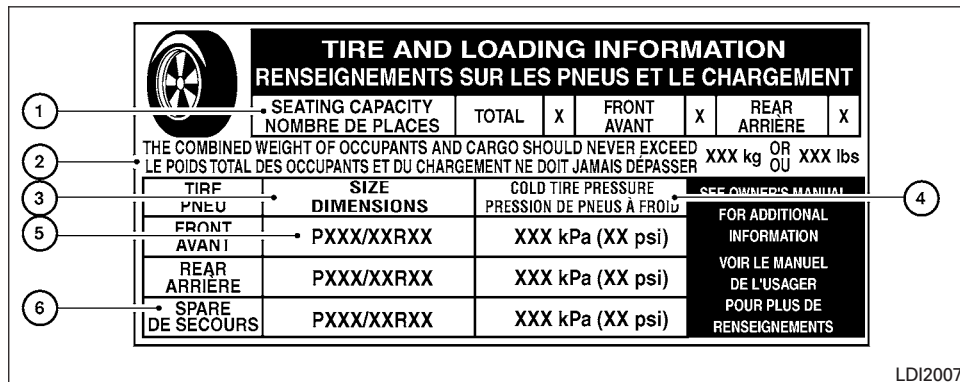 TIRE AND LOADING INFORMATION
RENSEIGNEMENTS SUR LES PNEUS ET LE CHARGEMENT
1
SEATING CAPACITY
NOMBRE DE PLACES
TOTAL X
FRONT
AVANT
X
REAR
ARRIÈRE
X
2
THE COMBINED WEIGHT OF OCCUPANTS AND CARGO SHOULD NEVER EXCEED
LE POIDS TOTAL DES OCCUPANTS ET DU CHARGEMENT NE DOIT JAMAIS DÉPASSER
XXX kg OR
OU XXX lbs
3
TIRE
PNEU
SIZE
DIMENSIONS
COLD TIRE PRESSURE
PRESSION DE PNEUS À FROID
4
5
FRONT
AVANT
PXXX/XXRXX
XXX kPa (XX psi)
REAR
ARRIÈRE
PXXX/XXRXX
XXX kPa (XX psi)
6
SPARE
DE SECOURS
PXXX/XXRXX
XXX kPa (XX psi)
SEE OWNER'S MANUAL
FOR ADDITIONAL
INFORMATION
VOIR LE MANUEL
DE L'USAGER
POUR PLUS DE
RENSEIGNEMENTS
LDI2007